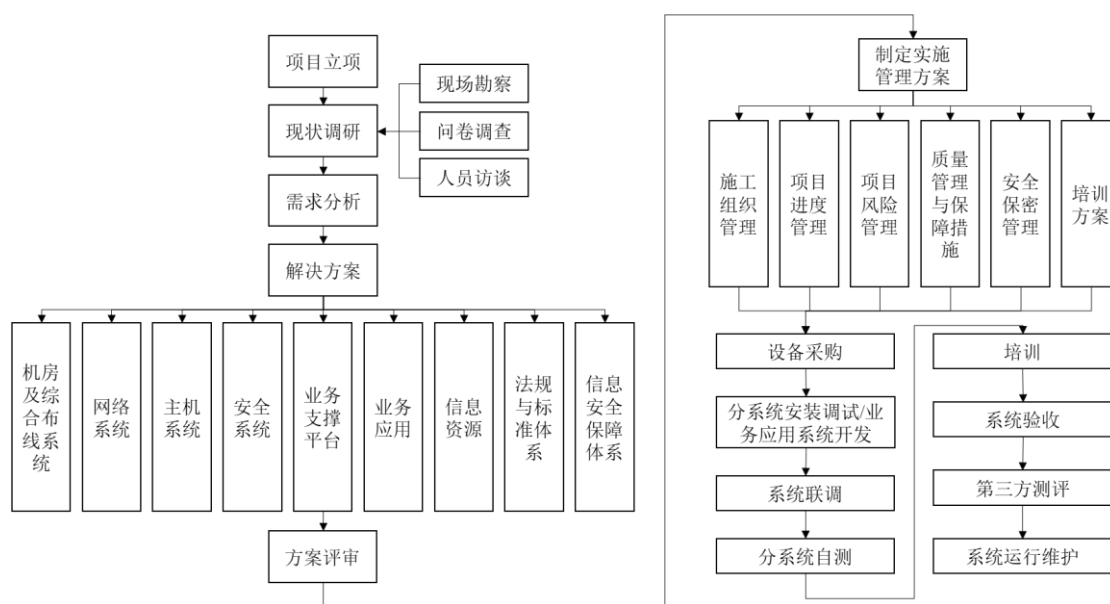 项目立项
现状调研
现场勘察
问卷调查
人员访谈
需求分析
解决方案
机房
及综
合布
线系
统
网络
系统
主机
系统
安全
系统
业务
支撑
平台
业务
应用
信息
资源
法规
与标
准体
系
信息
安全
保障
体系
方案评审
制定实施
管理方案
施工
组织
管理
项目
进度
管理
项目
风险
管理
质量
管理
与保
障措
施
安全
保密
管理
培训
方案
设备采购
分系统安装调试/业
务应用系统开发
系统联调
分系统自测
培训
系统验收
第三方测评
系统运行维护